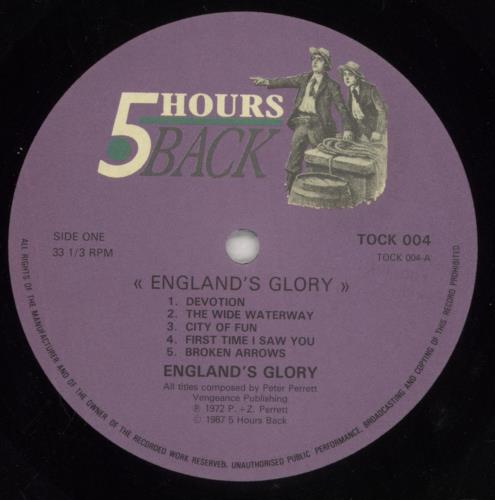 5 HOURS
BACK
SIDE ONE
33 1/3 RPM
TOCK 004
TOCK 004-A
« ENGLAND'S GLORY »
1. DEVOTION
2. THE WIDE WATERWAY
3. CITY OF FUN
4. FIRST TIME I SAW YOU
5. BROKEN ARROWS
ENGLAND'S GLORY
All titles composed by Peter Perrett
Vengeance Publishing
℗ 1972 P. + Z. Perrett
© 1987 5 Hours Back
ALL RIGHTS OF THE MANUFACTURER AND OF THE OWNER OF THE RECORDED WORK RESERVED. UNAUTHORISED PUBLIC PERFORMANCE, BROADCASTING AND COPYING OF THIS RECORD PROHIBITED